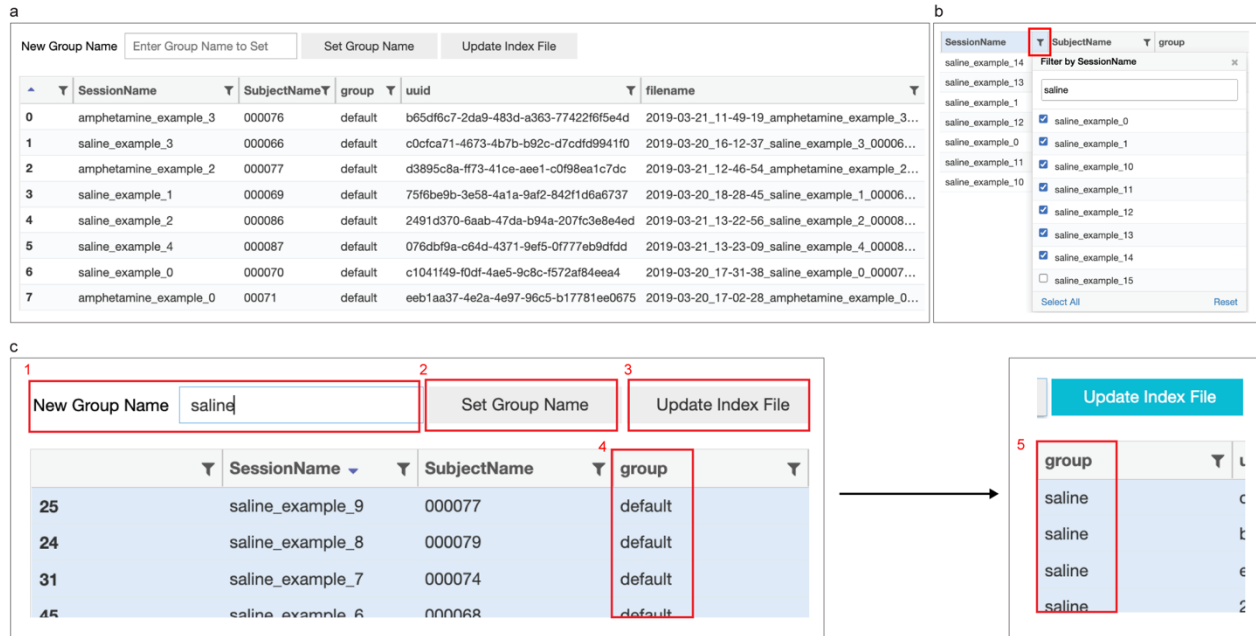 a
New Group Name Enter Group Name to Set Set Group Name Update Index File
SessionName SubjectName group uuid filename
0 amphetamine_example_3 000076 default b65df6c7-2da9-483d-a363-77422f6f5e4d 2019-03-21_11-49-19_amphetamine_example_3...
1 saline_example_3 000066 default c0cfca71-4673-4b7b-b92c-d7cdfd9941f0 2019-03-20_16-12-37_saline_example_3_00006...
2 amphetamine_example_2 000077 default d3895c8a-ff73-41ce-aee1-c0f98ea1c7dc 2019-03-21_12-46-54_amphetamine_example_2...
3 saline_example_1 000069 default 75f6be9b-3e58-4a1a-9af2-842f1d6a6737 2019-03-20_18-28-45_saline_example_1_00006...
4 saline_example_2 000086 default 2491d370-6aab-47da-b94a-207fc3e8e4ed 2019-03-21_13-22-56_saline_example_2_00008...
5 saline_example_4 000087 default 076dbf9a-c64d-4371-9ef5-0f777eb9dfdd 2019-03-21_13-23-09_saline_example_4_00008...
6 saline_example_0 000070 default c1041f49-f0df-4ae5-9c8c-f572af84eea4 2019-03-20_17-31-38_saline_example_0_00007...
7 amphetamine_example_0 00071 default eeb1aa37-4e2a-4e97-96c5-b17781ee0675 2019-03-20_17-02-28_amphetamine_example_0...
b
SessionName SubjectName group
saline_example_14
saline_example_13
saline_example_1
saline_example_12
saline_example_0
saline_example_11
saline_example_10
Filter by SessionName
saline
saline_example_0
saline_example_1
saline_example_10
saline_example_11
saline_example_12
saline_example_13
saline_example_14
saline_example_15
Select All Reset
c
1 2 3
New Group Name saline Set Group Name Update Index File
4
SessionName SubjectName group
25 saline_example_9 000077 default
24 saline_example_8 000079 default
31 saline_example_7 000074 default
45 saline_example_6 000068 default
Update Index File
5
group u
saline c
saline b
saline e
saline 2